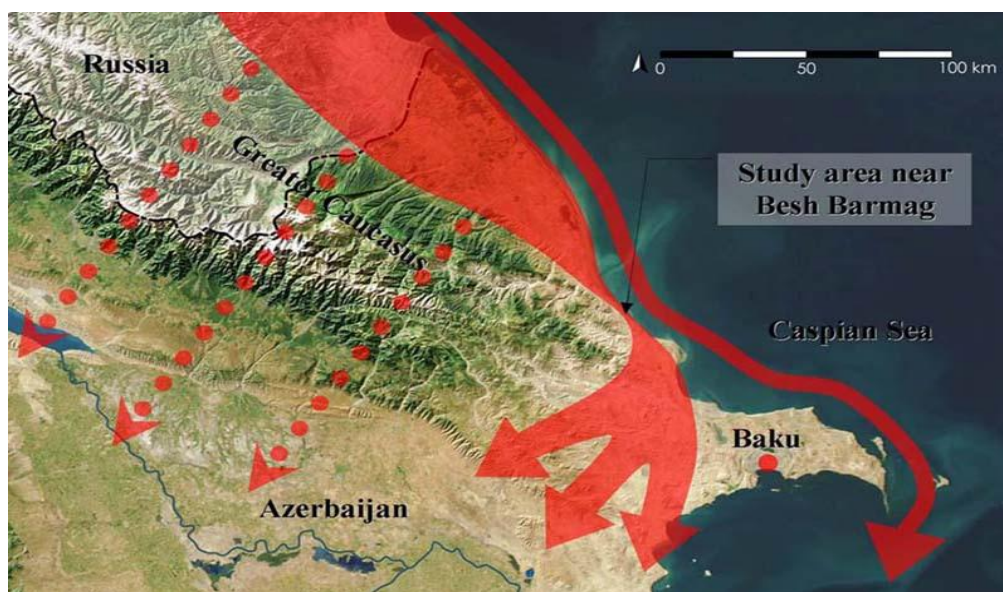 Russia
0 50 100 km
Greater Caucasus
Study area near
Besh Barmag
Caspian Sea
Baku
Azerbaijan